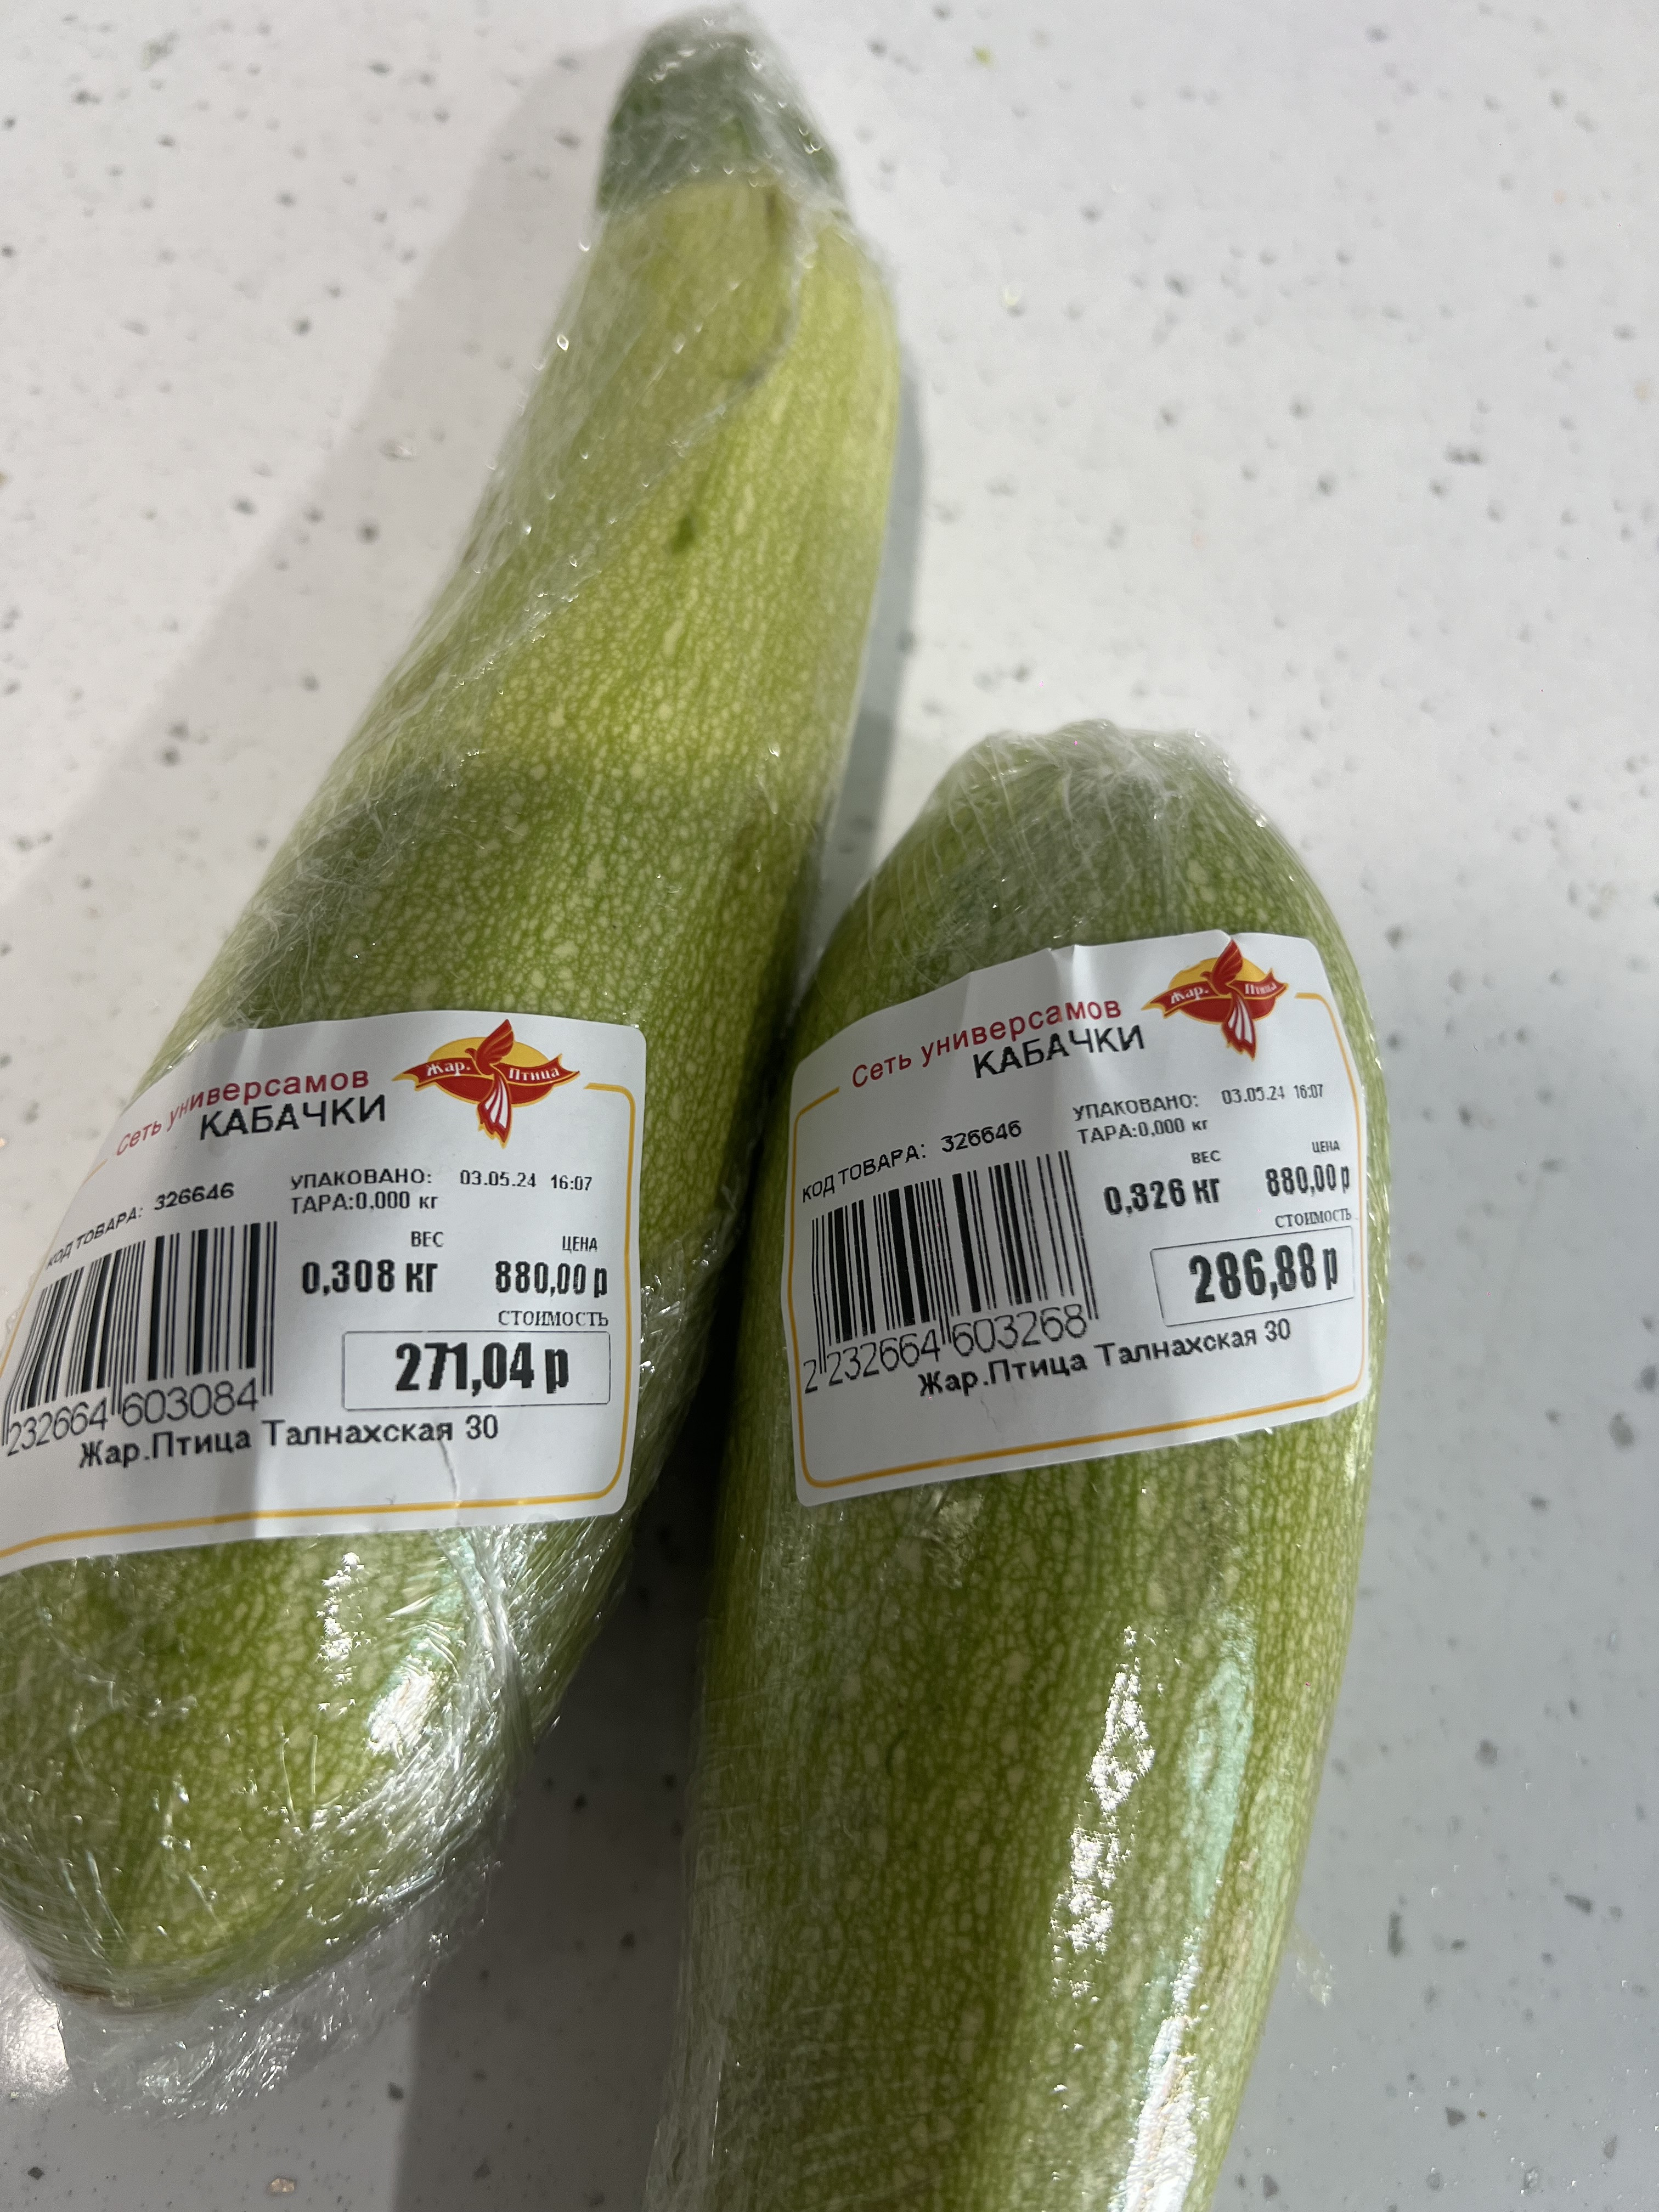 Сеть универсамов
Жар. Птица
КАБАЧКИ
КОД ТОВАРА: 326646
УПАКОВАНО: 03.05.24 16:07
ТАРА:0,000 кг
ВЕС
ЦЕНА
0,308 кг
880,00 р
СТОИМОСТЬ
271,04 р
232664 603084
Жар.Птица Талнахская 30
Сеть универсамов
Жар. Птица
КАБАЧКИ
КОД ТОВАРА: 326646
УПАКОВАНО: 03.05.24 16:07
ТАРА:0,000 кг
ВЕС
ЦЕНА
0,326 кг
880,00 р
СТОИМОСТЬ
286,88 р
2 232664 603268
Жар.Птица Талнахская 30